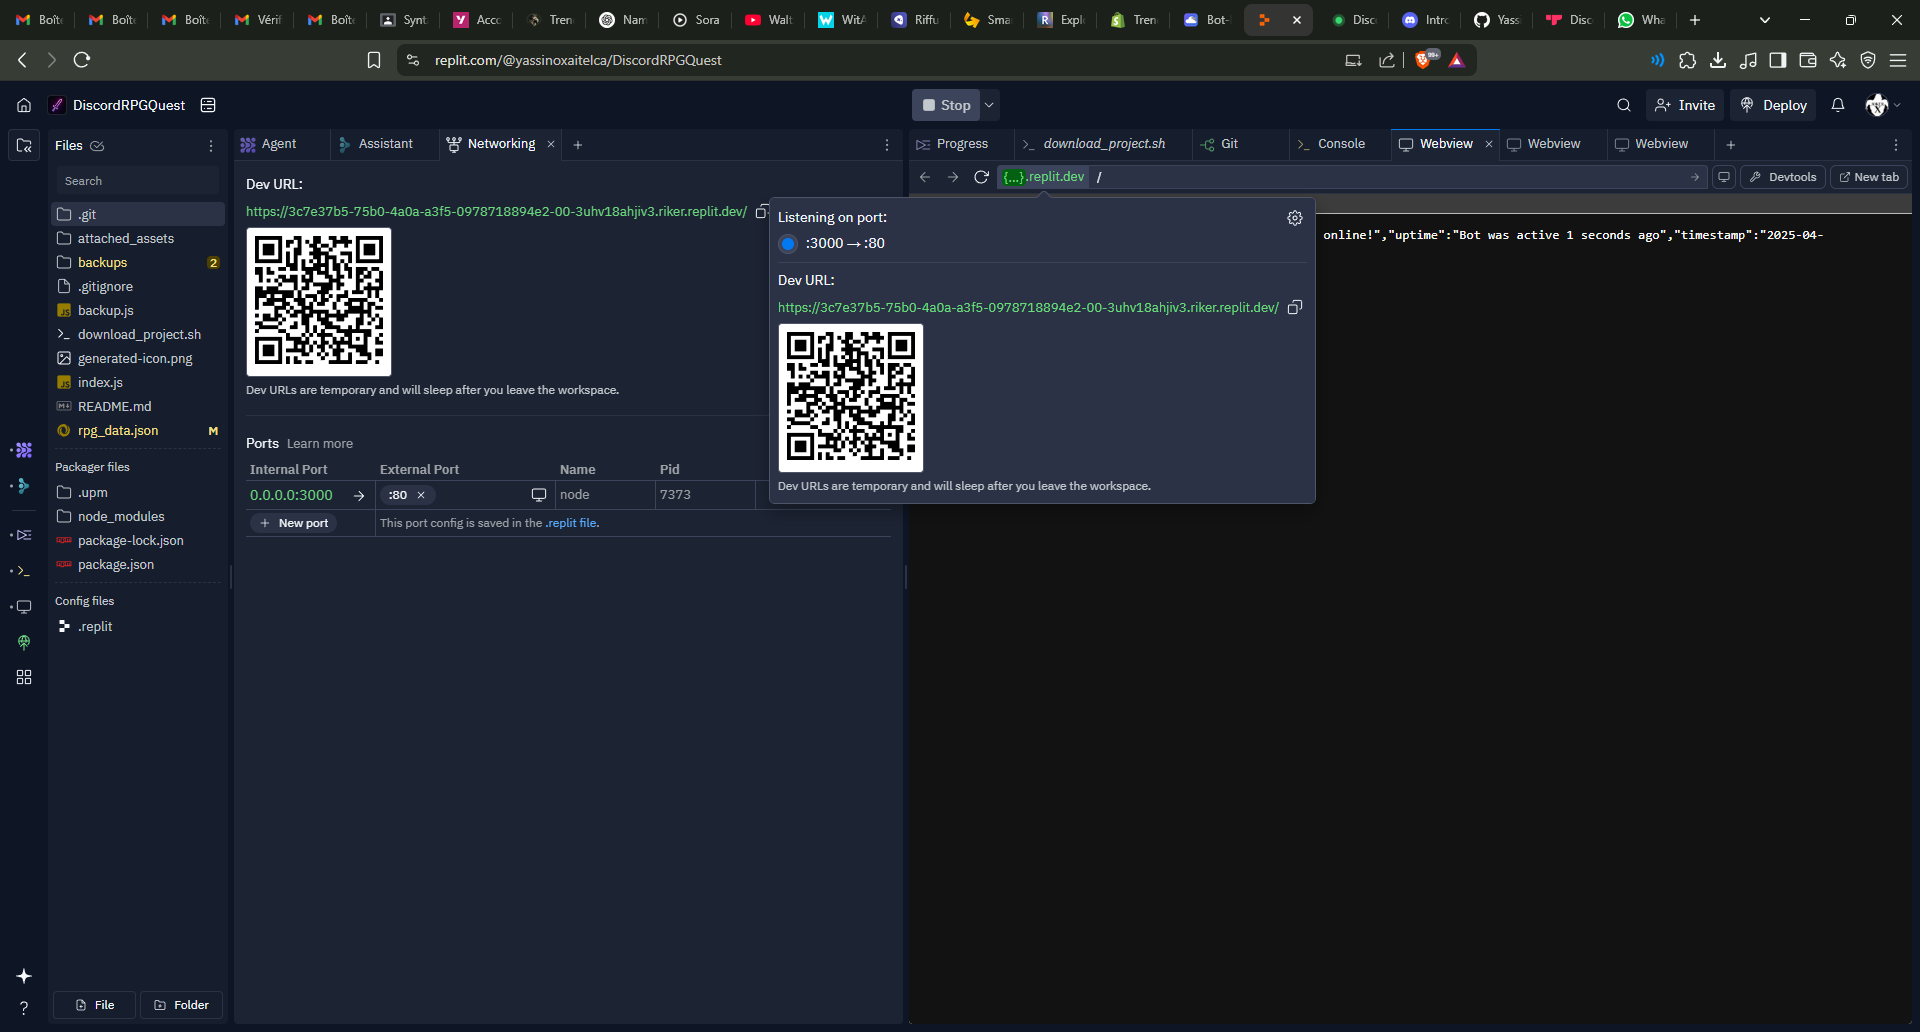 Boîte
Boîte
Boîte
Vérif
Boîte
Synt
Acco
Tren
Nam
Sora
Walt
WitA
Riffu
Sma
Expl
Tren
Bot-
Disc
Intro
Yass
Disc
Wha
replit.com/@yassinoxaitelca/DiscordRPGQuest
99+
DiscordRPGQuest
Stop
Invite
Deploy
Files
Search
.git
attached_assets
backups 2
.gitignore
backup.js
download_project.sh
generated-icon.png
index.js
README.md
rpg_data.json M
Packager files
.upm
node_modules
package-lock.json
package.json
Config files
.replit
File Folder
Agent Assistant Networking
Dev URL:
https://3c7e37b5-75b0-4a0a-a3f5-0978718894e2-00-3uhv18ahjiv3.riker.replit.dev/
Dev URLs are temporary and will sleep after you leave the workspace.
Ports Learn more
Internal Port External Port Name Pid
0.0.0.0:3000 → :80 node 7373
New port This port config is saved in the .replit file.
Progress download_project.sh Git Console Webview Webview Webview
{...}.replit.dev /
Devtools New tab
Listening on port:
:3000 → :80
Dev URL:
https://3c7e37b5-75b0-4a0a-a3f5-0978718894e2-00-3uhv18ahjiv3.riker.replit.dev/
Dev URLs are temporary and will sleep after you leave the workspace.
online!","uptime":"Bot was active 1 seconds ago","timestamp":"2025-04-